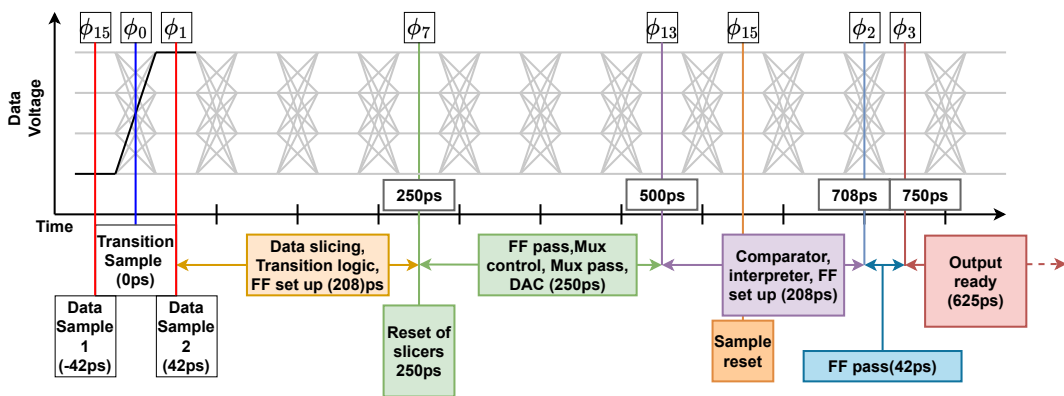 ϕ15
ϕ0
ϕ1
ϕ7
ϕ13
ϕ15
ϕ2
ϕ3
Data
Voltage
250ps
500ps
708ps
750ps
Time
Transition
Sample
(0ps)
Data slicing,
Transition logic,
FF set up (208)ps
FF pass,Mux
control, Mux pass,
DAC (250ps)
Comparator,
interpreter, FF
set up (208ps)
Output
ready
(625ps)
Data
Sample
1
(-42ps)
Data
Sample
2
(42ps)
Reset of
slicers
250ps
Sample
reset
FF pass(42ps)